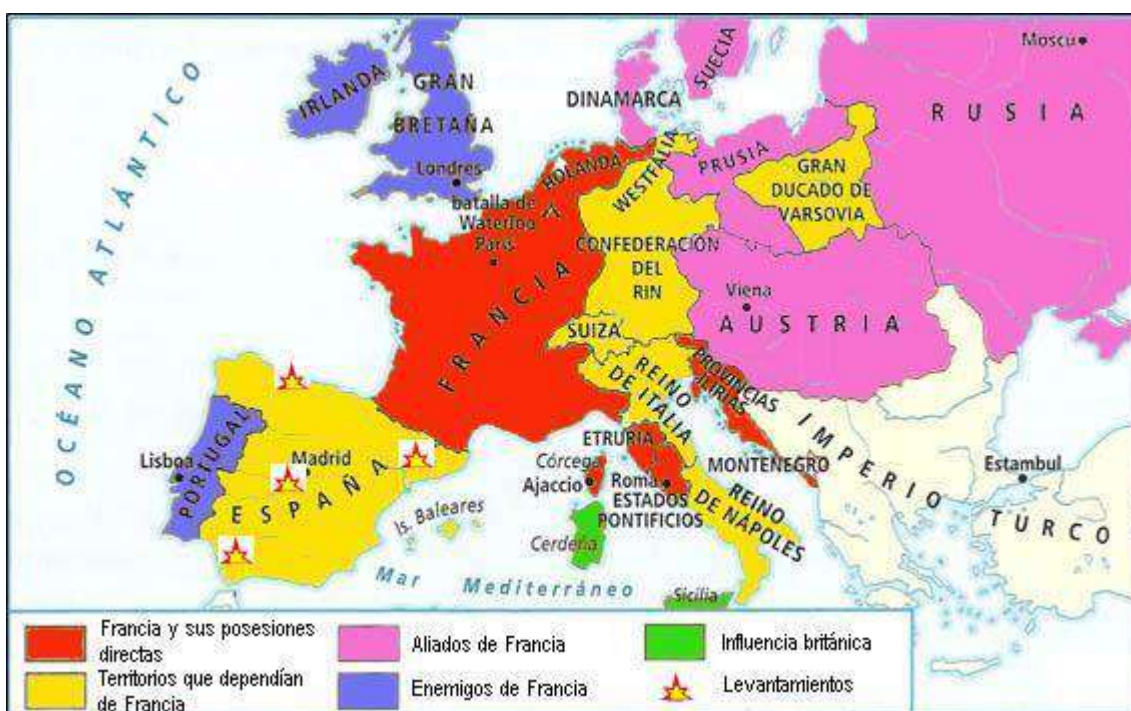 OCÉANO ATLÁNTICO
IRLANDA
GRAN
BRETAÑA
Londres
batalla de
Waterloo
París
HOLANDA
DINAMARCA
SUECIA
Moscu
RUSIA
PRUSIA
WESTFALIA
GRAN
DUCADO DE
VARSOVIA
CONFEDERACIÓN
DEL
RIN
FRANCIA
Viena
AUSTRIA
SUIZA
REINO
DE ITALIA
PROVINCIAS
ILIRIAS
IMPERIO
TURCO
Estambul
MONTENEGRO
ETRURIA
Córcega
Ajaccio
Roma
ESTADOS
PONTIFICIOS
REINO
DE NÁPOLES
Cerdeña
Sicilia
Lisboa
PORTUGAL
Madrid
ESPAÑA
Is. Baleares
Mar Mediterráneo
Francia y sus posesiones
directas
Territorios que dependían
de Francia
Aliados de Francia
Enemigos de Francia
Influencia británica
Levantamientos